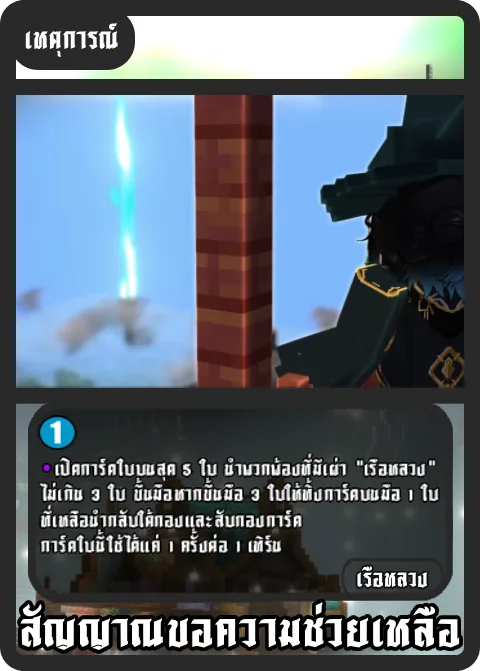 เหตุการณ์
1
•เปิดการ์ดใบบนสุด 5 ใบ นำพวกพ้องที่มีเผ่า "เรือหลวง"
ไม่เกิน 3 ใบ ขึ้นมือหากขึ้นมือ 3 ใบให้ทิ้งการ์ดบนมือ 1 ใบ
ที่เหลือนำกลับใต้กองและสับกองการ์ด
การ์ดใบนี้ใช้ได้แค่ 1 ครั้งต่อ 1 เทิร์น
เรือหลวง
สัญญาณขอความช่วยเหลือ